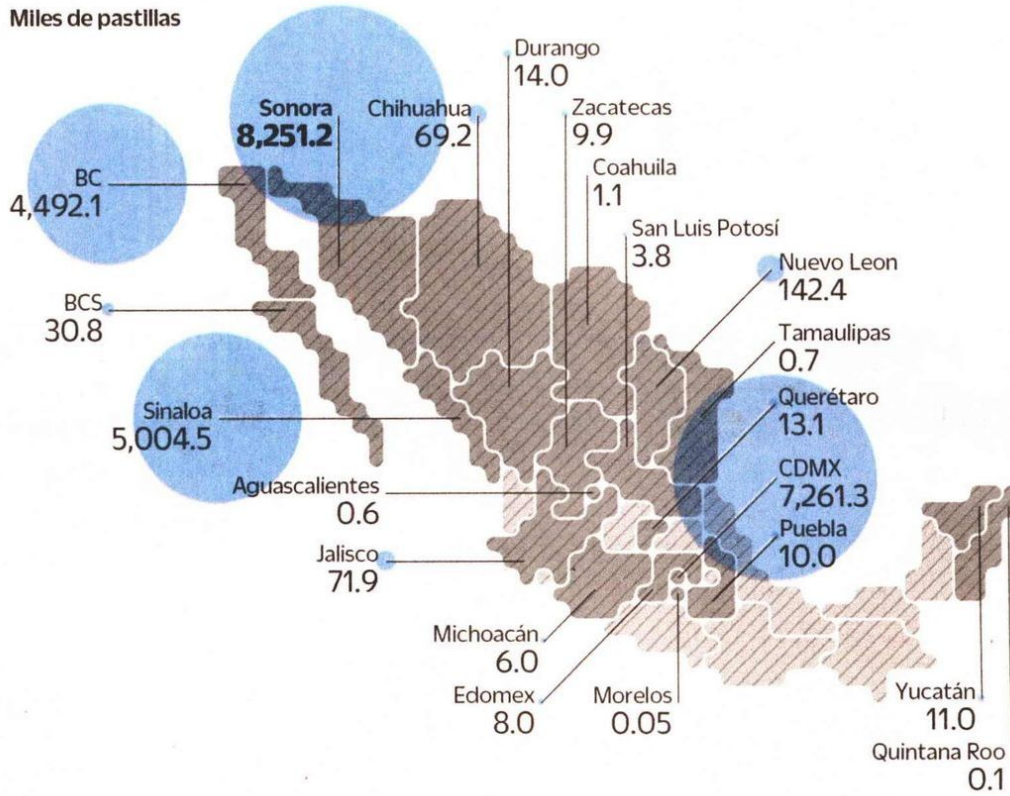 Miles de pastillas
Durango
14.0
Sonora
8,251.2
Chihuahua
69.2
Zacatecas
9.9
Coahuila
1.1
BC
4,492.1
San Luis Potosí
3.8
Nuevo Leon
142.4
BCS
30.8
Tamaulipas
0.7
Querétaro
13.1
Sinaloa
5,004.5
CDMX
7,261.3
Aguascalientes
0.6
Puebla
10.0
Jalisco
71.9
Michoacán
6.0
Edomex
8.0
Morelos
0.05
Yucatán
11.0
Quintana Roo
0.1